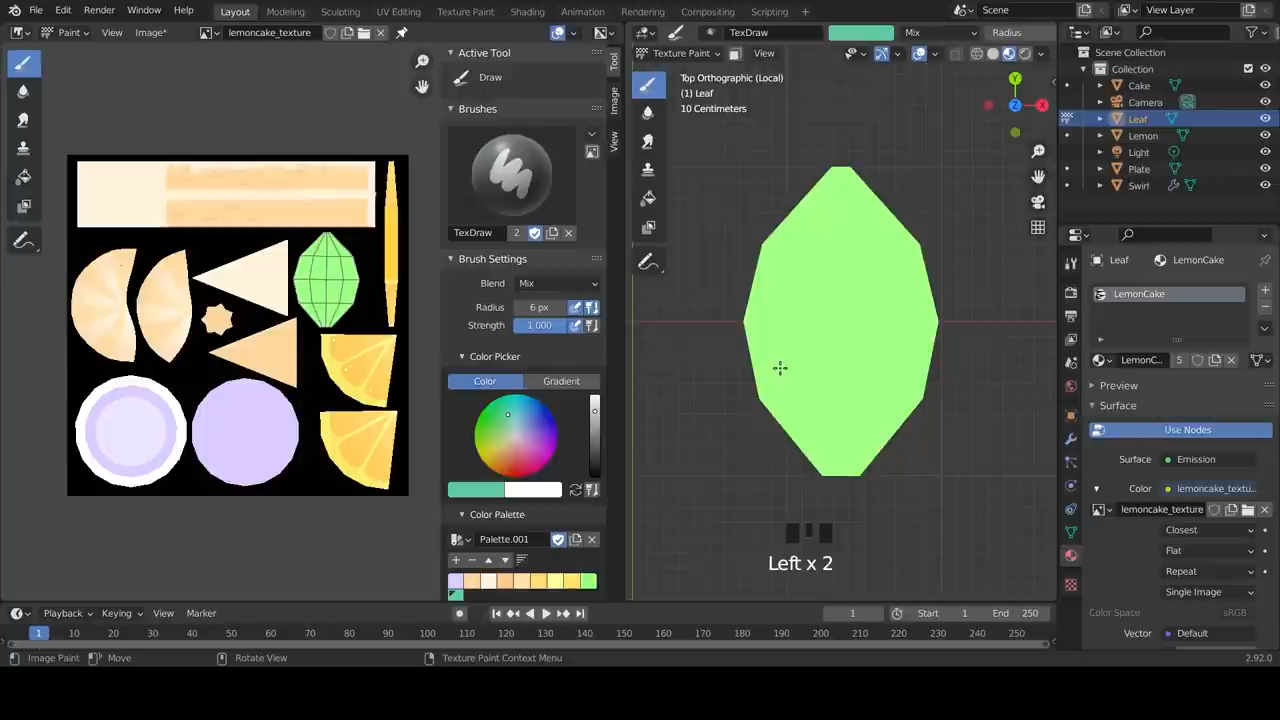 File Edit Render Window Help Layout Modeling Sculpting UV Editing Texture Paint Shading Animation Rendering Compositing Scripting + Scene View Layer
Paint View Image* lemoncake_texture
TexDraw Mix Radius
Texture Paint View
Top Orthographic (Local)
(1) Leaf
10 Centimeters
Active Tool
Draw
Brushes
TexDraw 2
Brush Settings
Blend Mix
Radius 6 px
Strength 1.000
Color Picker
Color Gradient
Color Palette
Palette.001
Tool
Image
View
Y
Z
X
Left x 2
Scene Collection
Collection
Cake
Camera
Leaf
Lemon
Light
Plate
Swirl
Leaf LemonCake
LemonCake
LemonC... 5
Preview
Surface
Use Nodes
Surface Emission
Color lemoncake_textu...
lemoncake_texture
Closest
Flat
Repeat
Single Image
Color Space sRGB
Vector Default
Playback Keying View Marker 1 Start 1 End 250
1 10 20 30 40 50 60 70 80 90 100 110 120 130 140 150 160 170 180 190 200 210 220 230 240 250
Image Paint Move Rotate View Texture Paint Context Menu 2.92.0